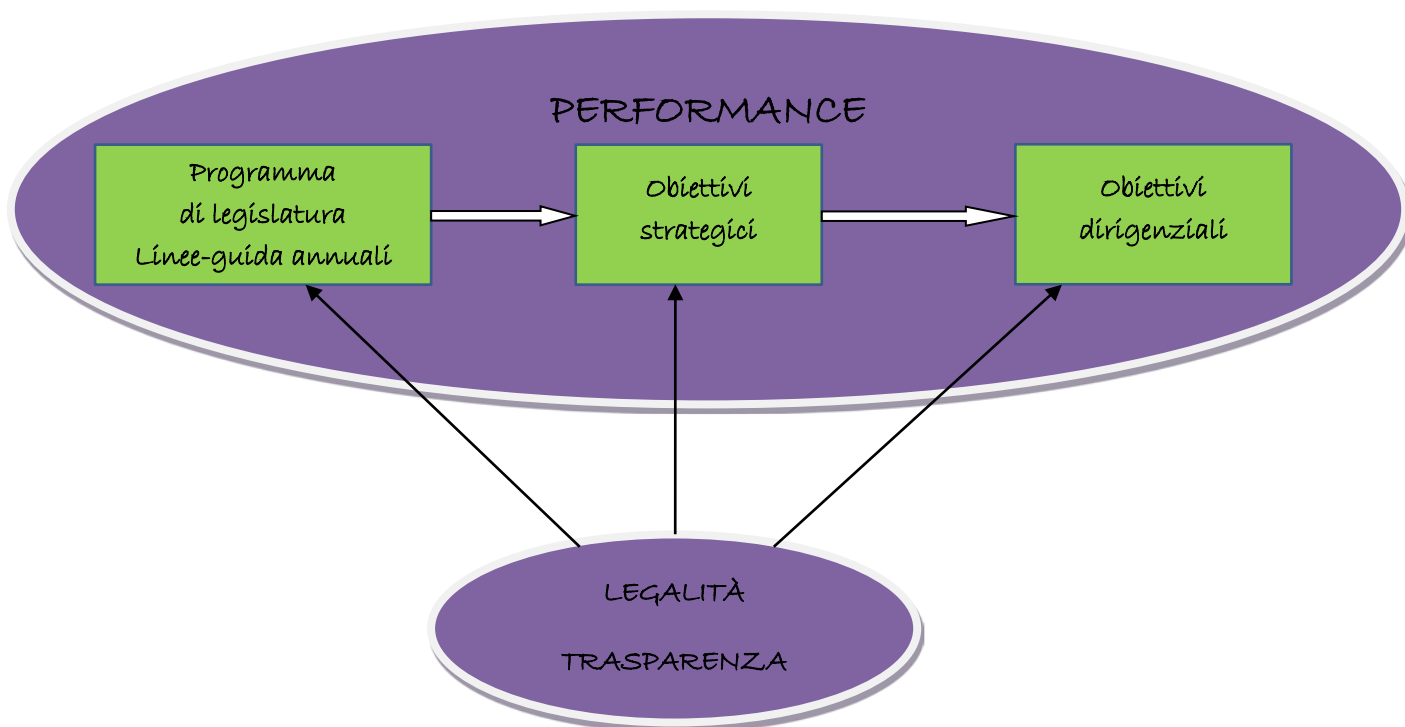 PERFORMANCE
Programma
di legislatura
Linee-guida annuali
Obiettivi
strategici
Obiettivi
dirigenziali
LEGALITÀ
TRASPARENZA